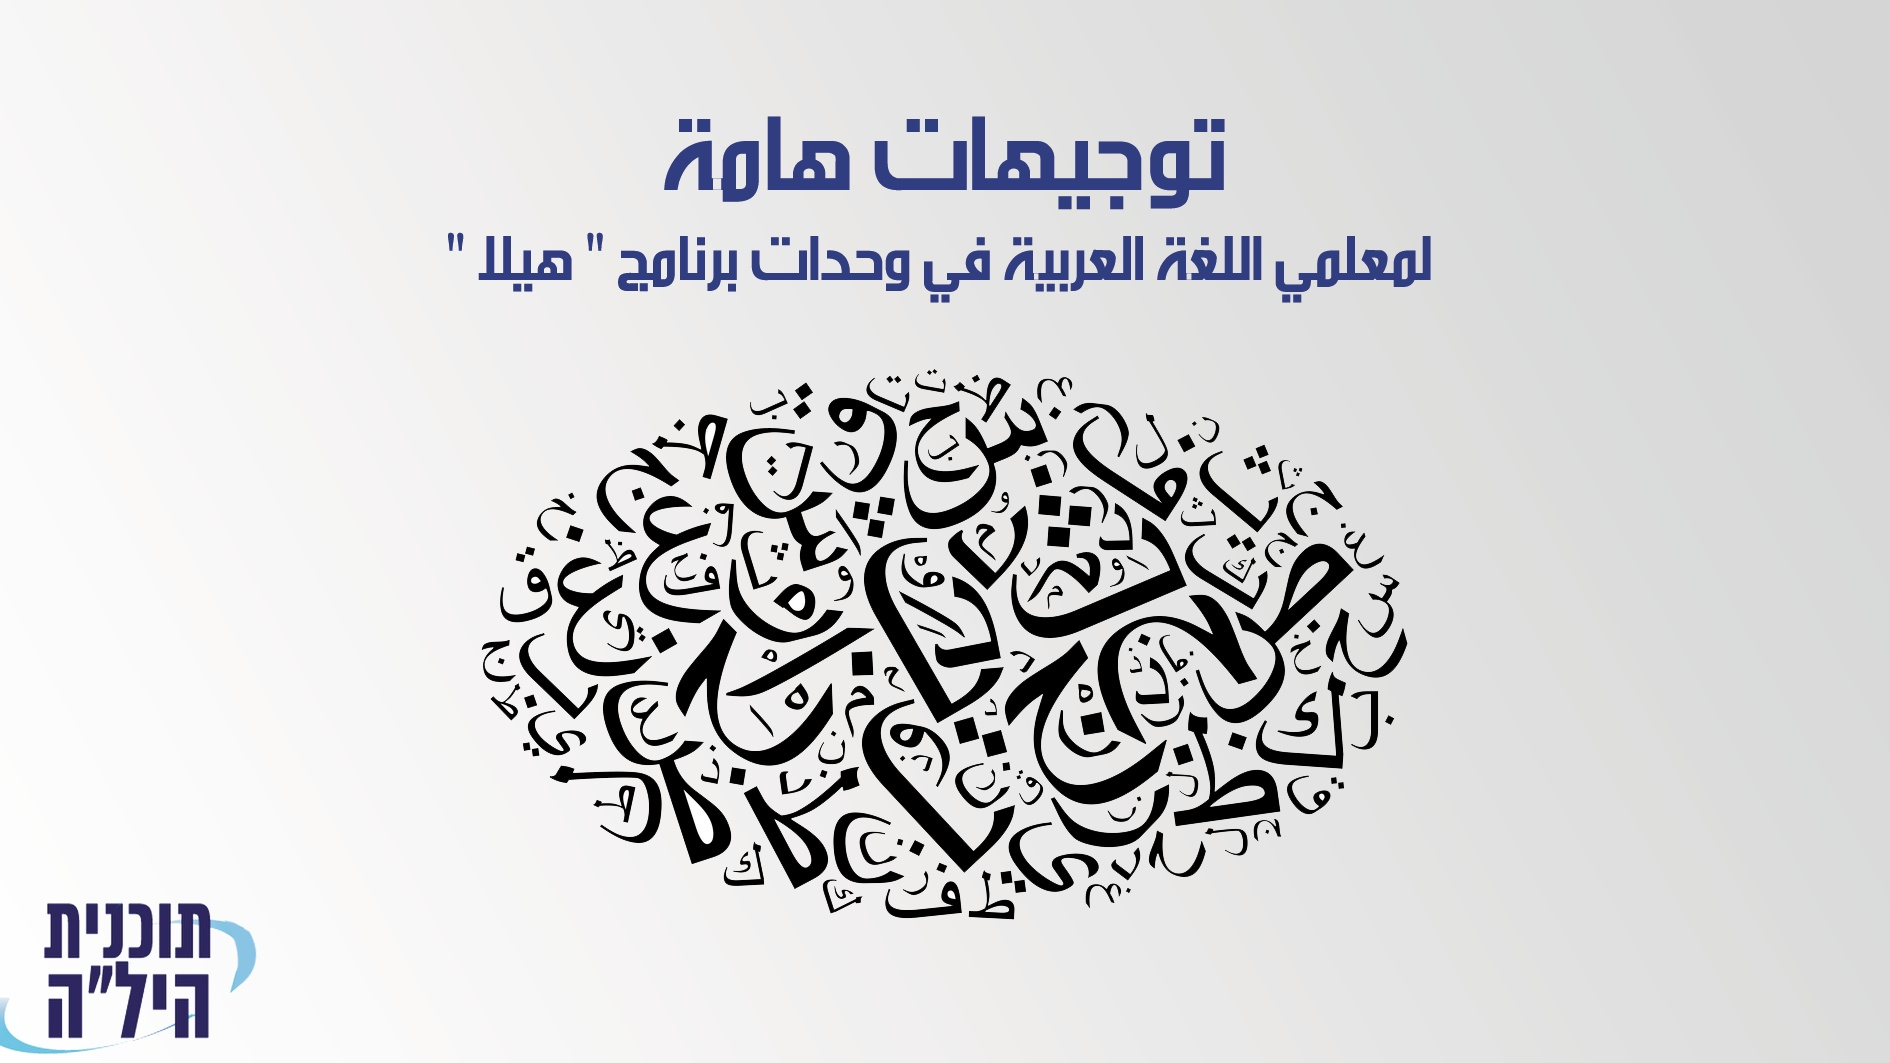 توجيهات هامة
لمعلمي اللغة العربية في وحدات برنامج " هيلا "
תוכנית
היל"ה